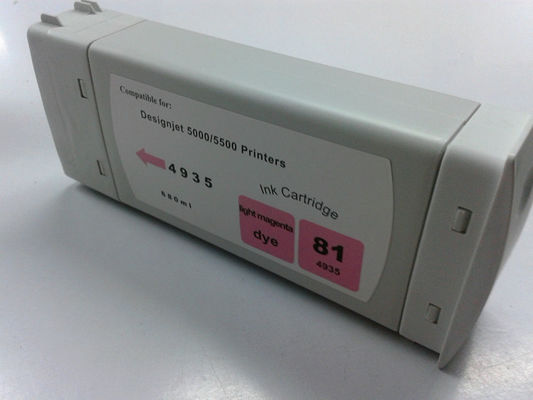 Compatible for:
Designjet 5000/5500 Printers
4935
680ml
Ink Cartridge
light magenta
dye
81
4935